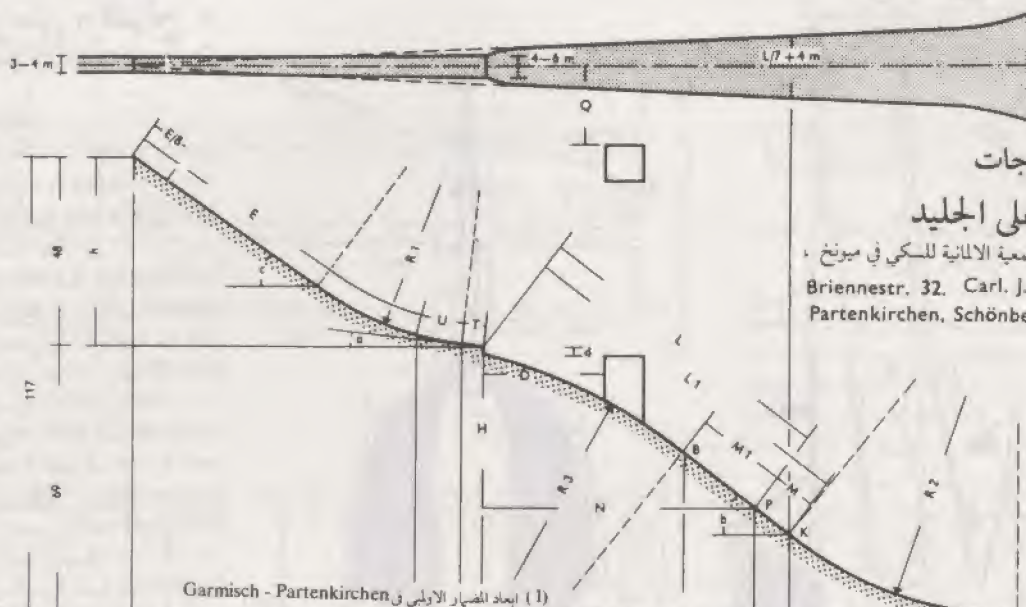 3-4 m
4-6 m
L/7 + 4 m
Q
E/8
E
48
h
R1
c
U
T
a
117
d
D
L
L1
H
B
M1
M
R3
N
P
K
b
R2
جات
الجليد
معية الالمانية للسكي في ميونخ ،
Briennestr. 32. Carl. J.
Partenkirchen, Schönbe
(1) ابعاد المضمار الاولمبي في Garmisch - Partenkirchen